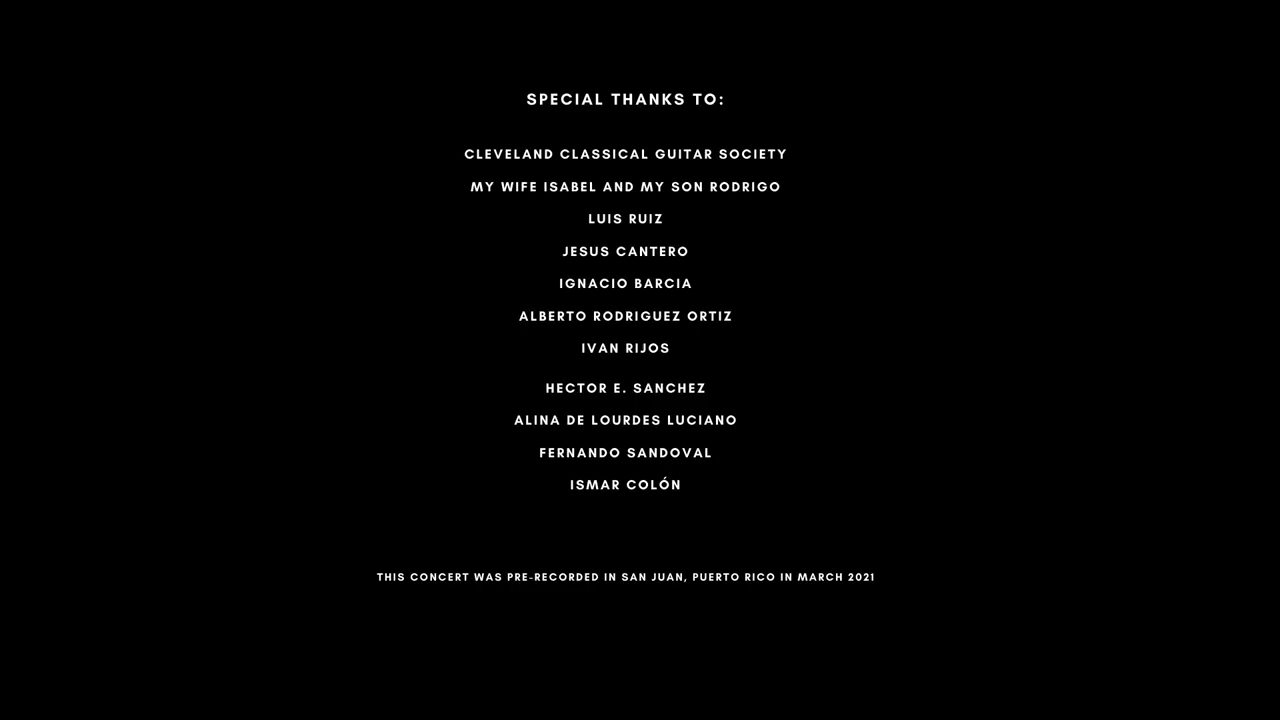 SPECIAL THANKS TO:
CLEVELAND CLASSICAL GUITAR SOCIETY
MY WIFE ISABEL AND MY SON RODRIGO
LUIS RUIZ
JESUS CANTERO
IGNACIO BARCIA
ALBERTO RODRIGUEZ ORTIZ
IVAN RIJOS
HECTOR E. SANCHEZ
ALINA DE LOURDES LUCIANO
FERNANDO SANDOVAL
ISMAR COLÓN
THIS CONCERT WAS PRE-RECORDED IN SAN JUAN, PUERTO RICO IN MARCH 2021